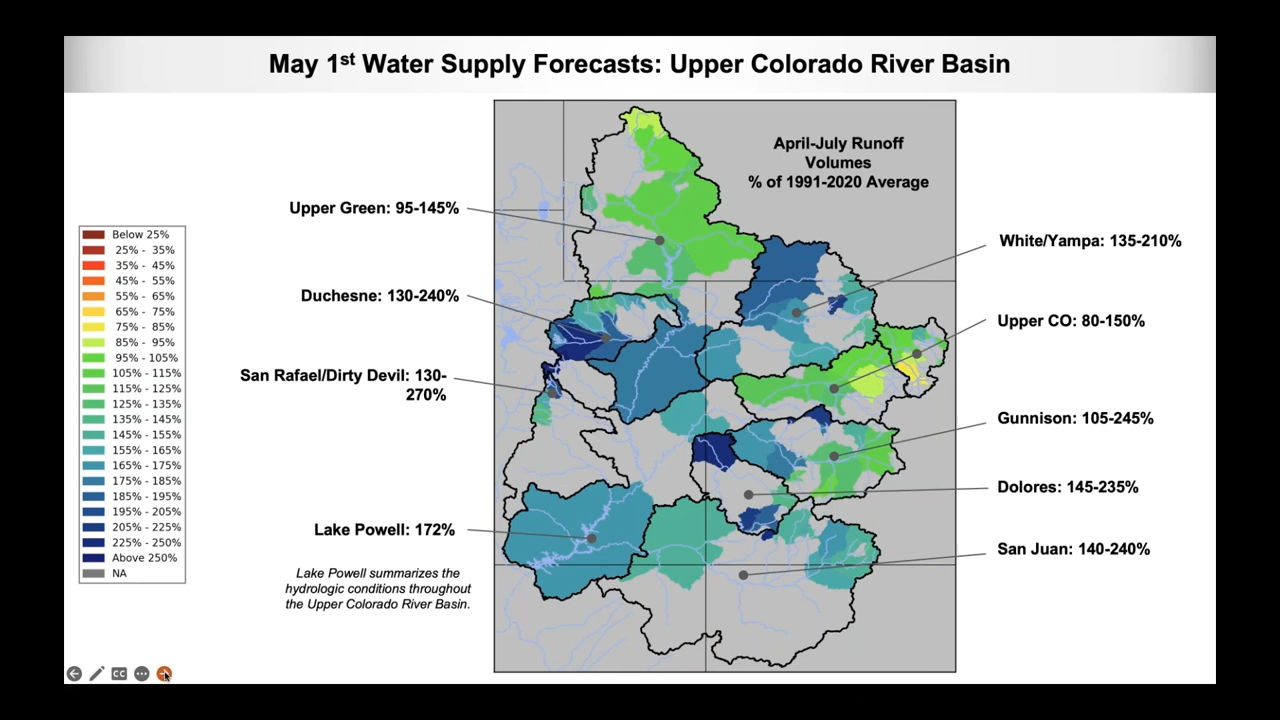 May 1st Water Supply Forecasts: Upper Colorado River Basin
April-July Runoff
Volumes
% of 1991-2020 Average
Upper Green: 95-145%
Duchesne: 130-240%
San Rafael/Dirty Devil: 130-
270%
Lake Powell: 172%
Lake Powell summarizes the
hydrologic conditions throughout
the Upper Colorado River Basin.
White/Yampa: 135-210%
Upper CO: 80-150%
Gunnison: 105-245%
Dolores: 145-235%
San Juan: 140-240%
Below 25%
25% - 35%
35% - 45%
45% - 55%
55% - 65%
65% - 75%
75% - 85%
85% - 95%
95% - 105%
105% - 115%
115% - 125%
125% - 135%
135% - 145%
145% - 155%
155% - 165%
165% - 175%
175% - 185%
185% - 195%
195% - 205%
205% - 225%
225% - 250%
Above 250%
NA
CC